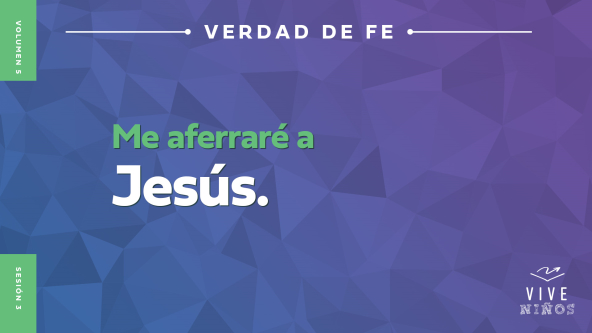 VERDAD DE FE
VOLUMEN 5
Me aferraré a
Jesús.
SESIÓN 3
VIVE
NIÑOS